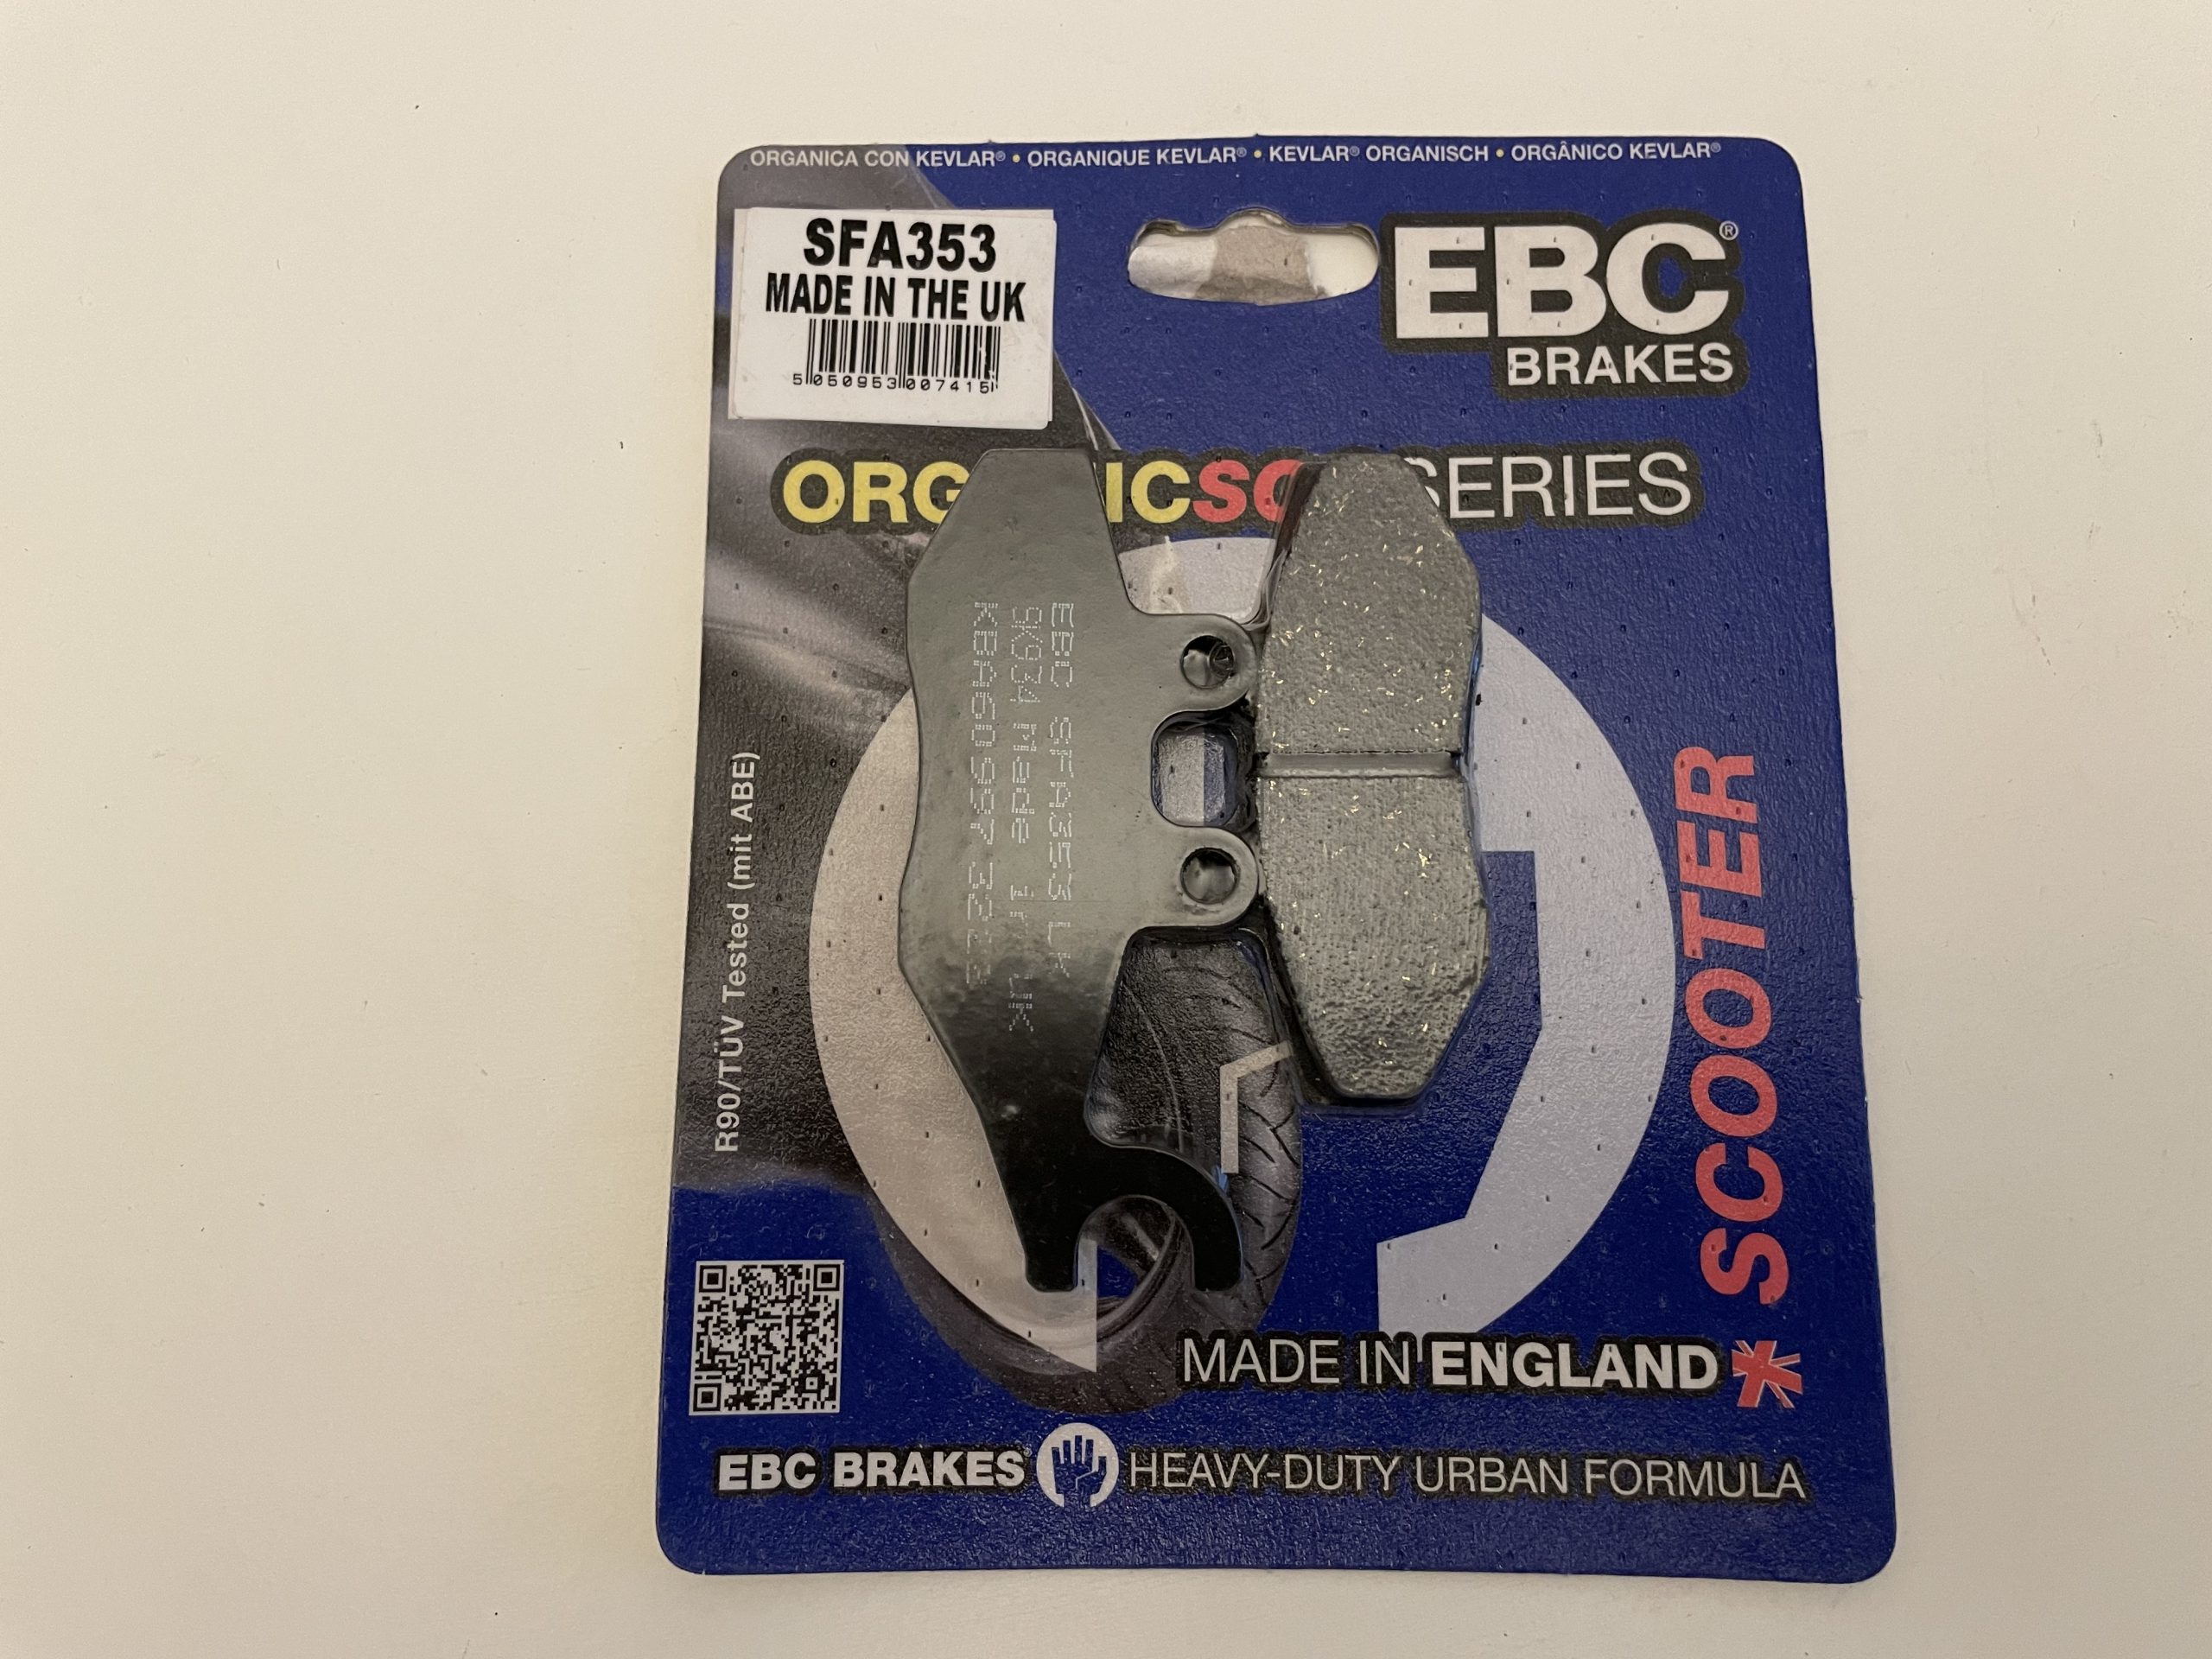 ORGANICA CON KEVLAR® • ORGANIQUE KEVLAR® • KEVLAR® ORGANISCH • ORGÂNICO KEVLAR®
SFA353
MADE IN THE UK
5 050953 007415
EBC®
BRAKES
ORG IC SERIES
EBC SFA353
9K934 Made UK
KBA60997
R90/TÜV Tested (mit ABE)
SCOOTER
MADE IN ENGLAND
EBC BRAKES HEAVY-DUTY URBAN FORMULA